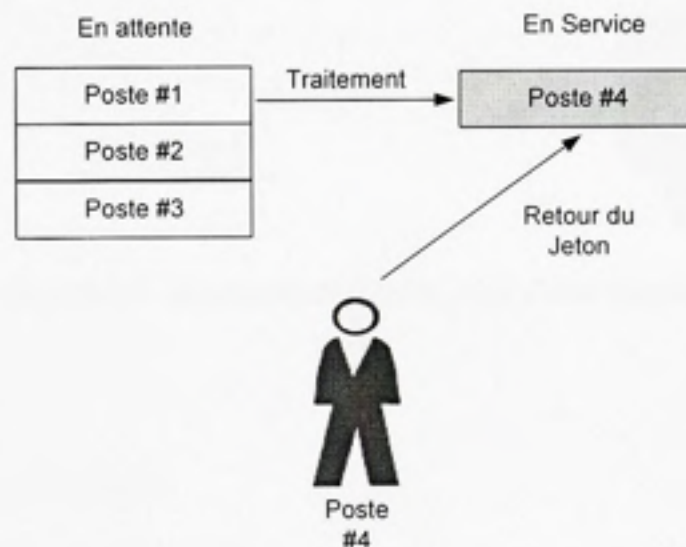 En attente
En Service
Poste #1
Traitement
Poste #4
Poste #2
Poste #3
Retour du
Jeton
Poste
#4